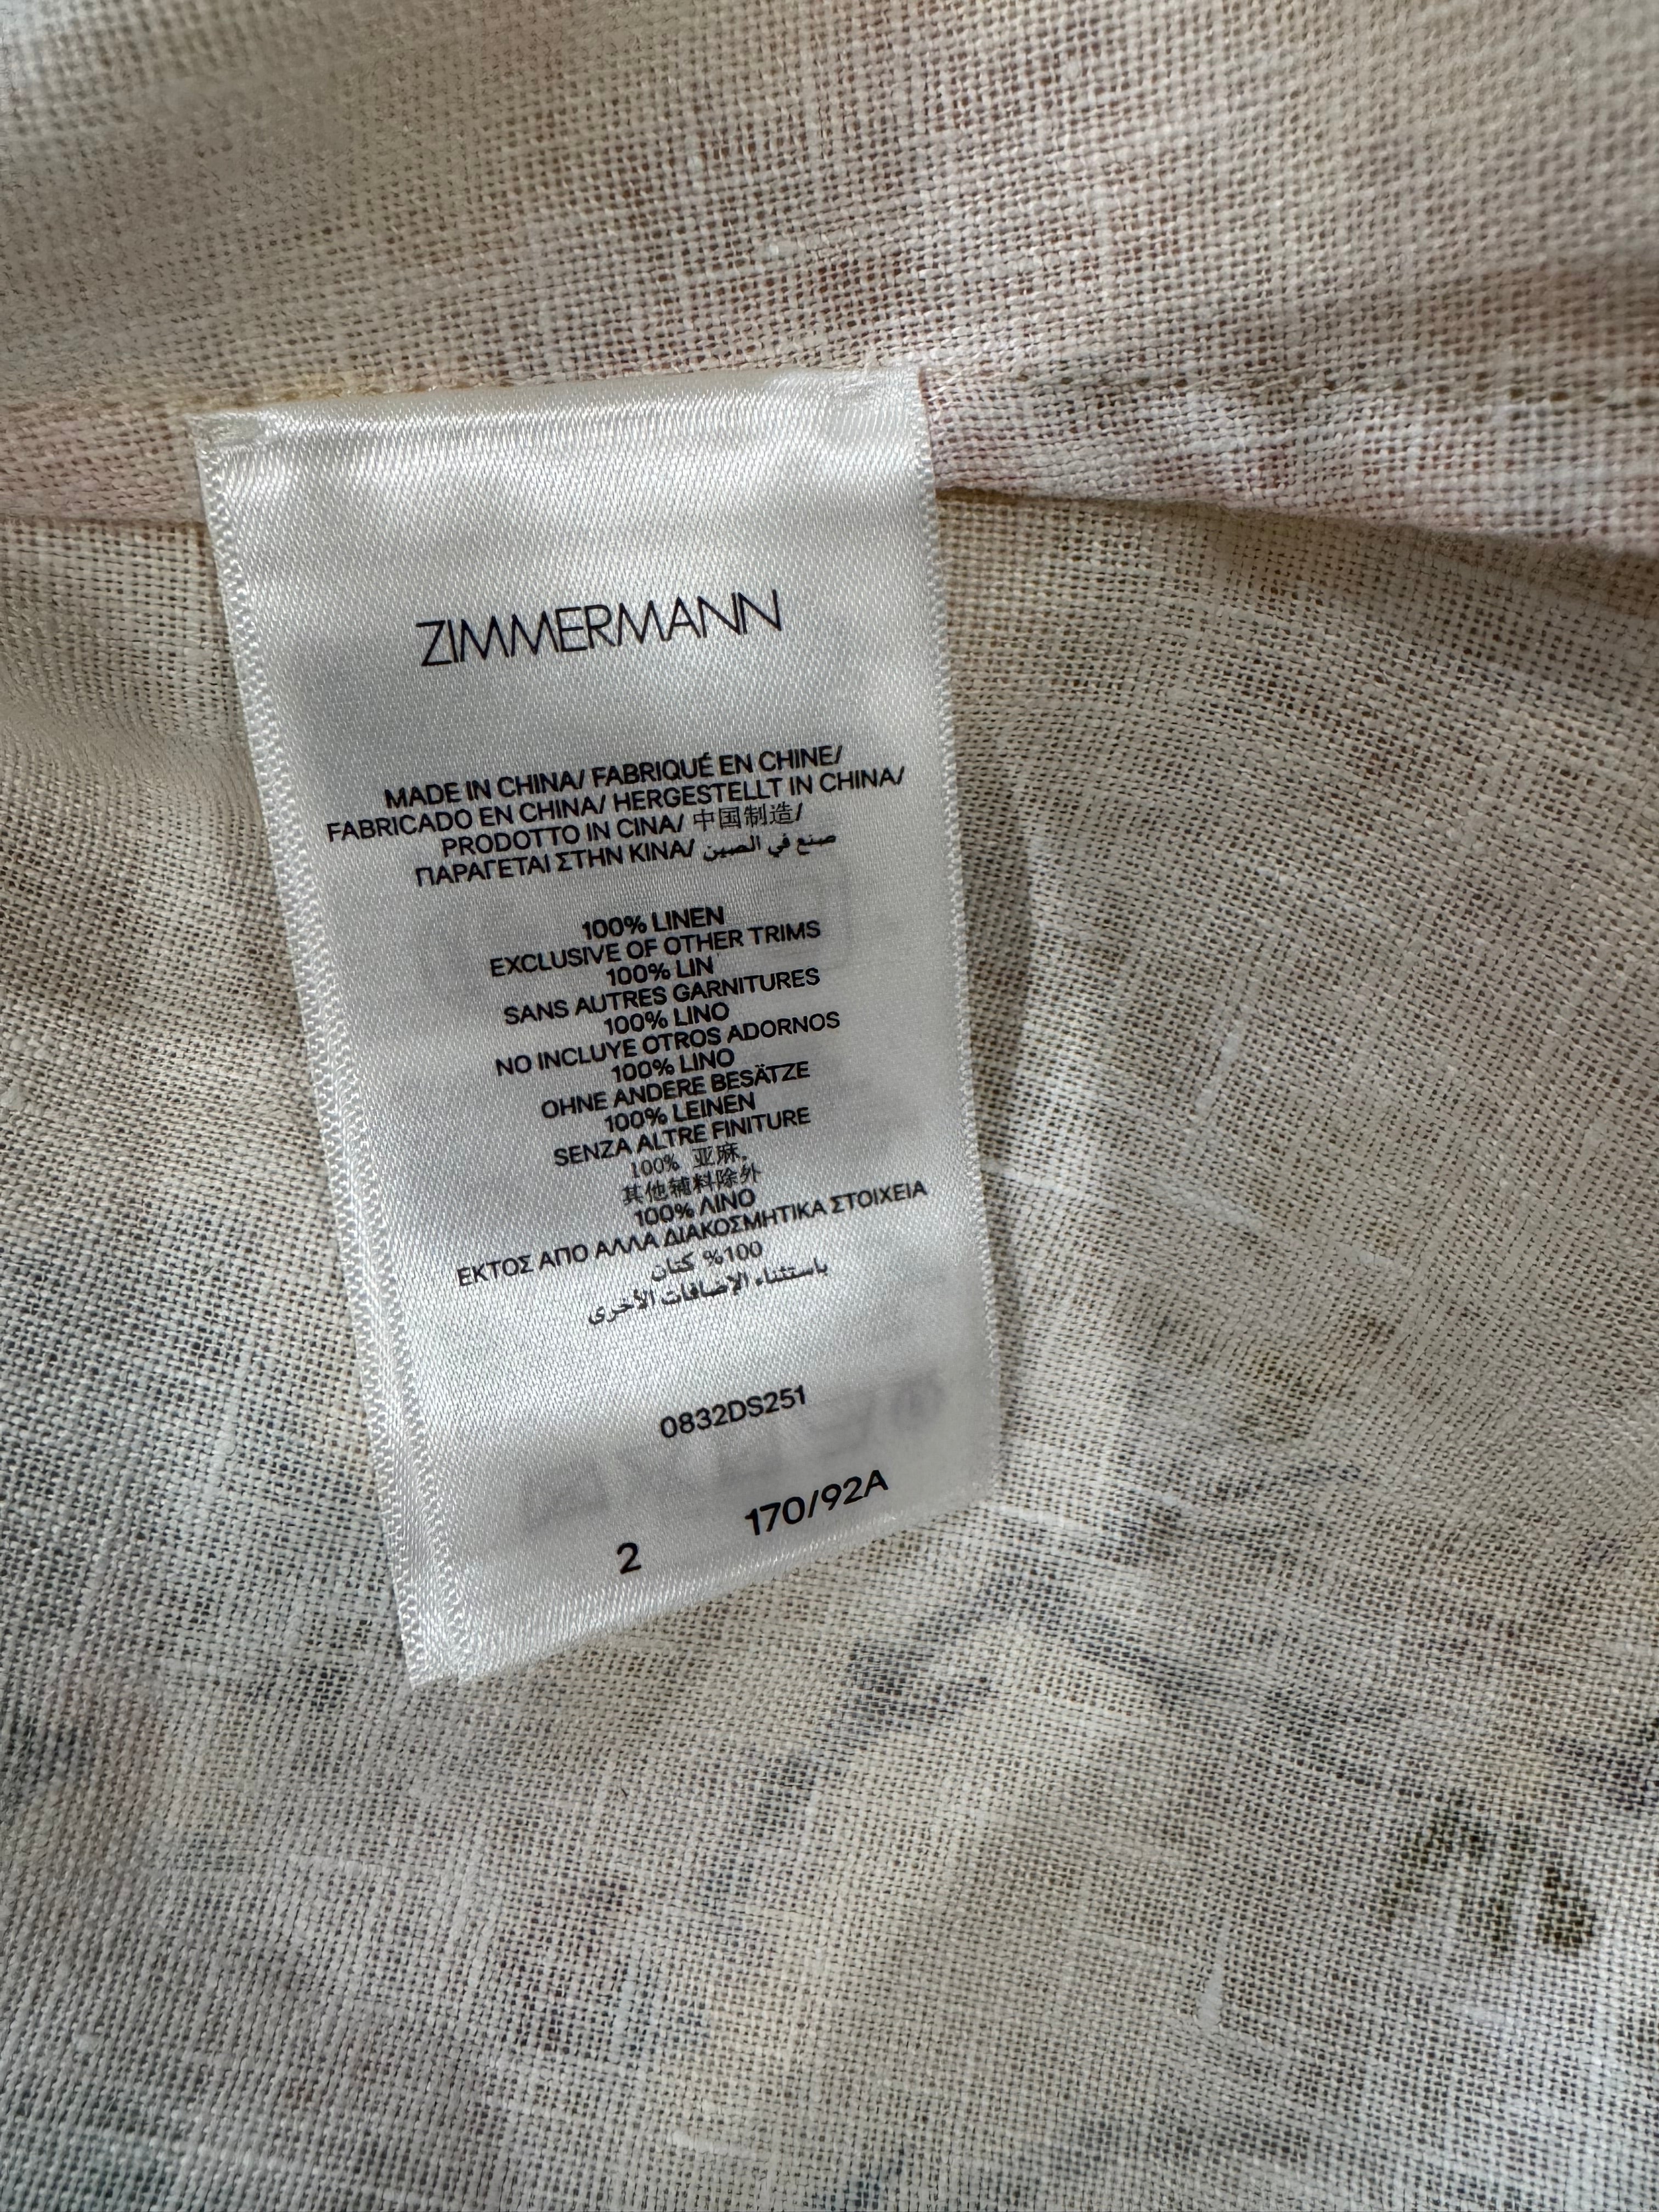 ZIMMERMANN
MADE IN CHINA/ FABRIQUÉ EN CHINE/
FABRICADO EN CHINA/ HERGESTELLT IN CHINA/
PRODOTTO IN CINA/ 中国制造/
ΠΑΡΑΓΕΤΑΙ ΣΤΗΝ ΚΙΝΑ/ صنع في الصين
100% LINEN
EXCLUSIVE OF OTHER TRIMS
100% LIN
SANS AUTRES GARNITURES
100% LINO
NO INCLUYE OTROS ADORNOS
100% LINO
OHNE ANDERE BESÄTZE
100% LEINEN
SENZA ALTRE FINITURE
100% 亚麻。
其他辅料除外
100% ΛΙΝΟ
ΕΚΤΟΣ ΑΠΟ ΑΛΛΑ ΔΙΑΚΟΣΜΗΤΙΚΑ ΣΤΟΙΧΕΙΑ
100% كتان
باستثناء الإضافات الأخرى
0832DS251
2 170/92A